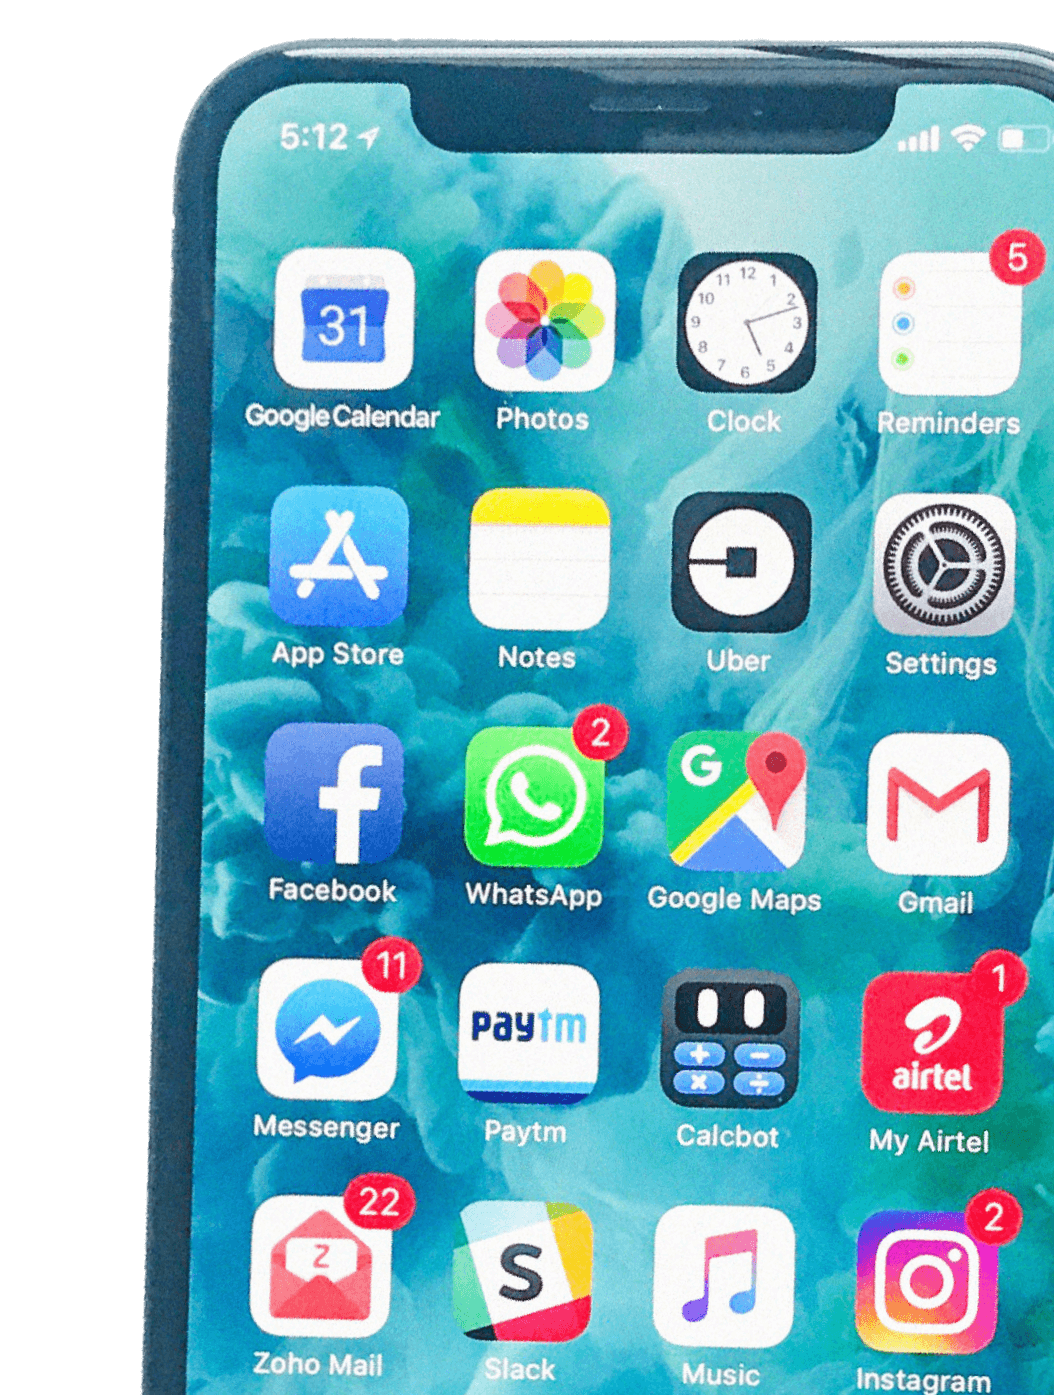 5:12
5
31
12
11 1
10 2
9 3
8 4
7 5
6
Google Calendar Photos Clock Reminders
App Store Notes Uber Settings
2
G
Facebook WhatsApp Google Maps Gmail
11 1
paytm
airtel
Messenger Paytm Calcbot My Airtel
22 2
Z S
Zoho Mail Slack Music Instagram